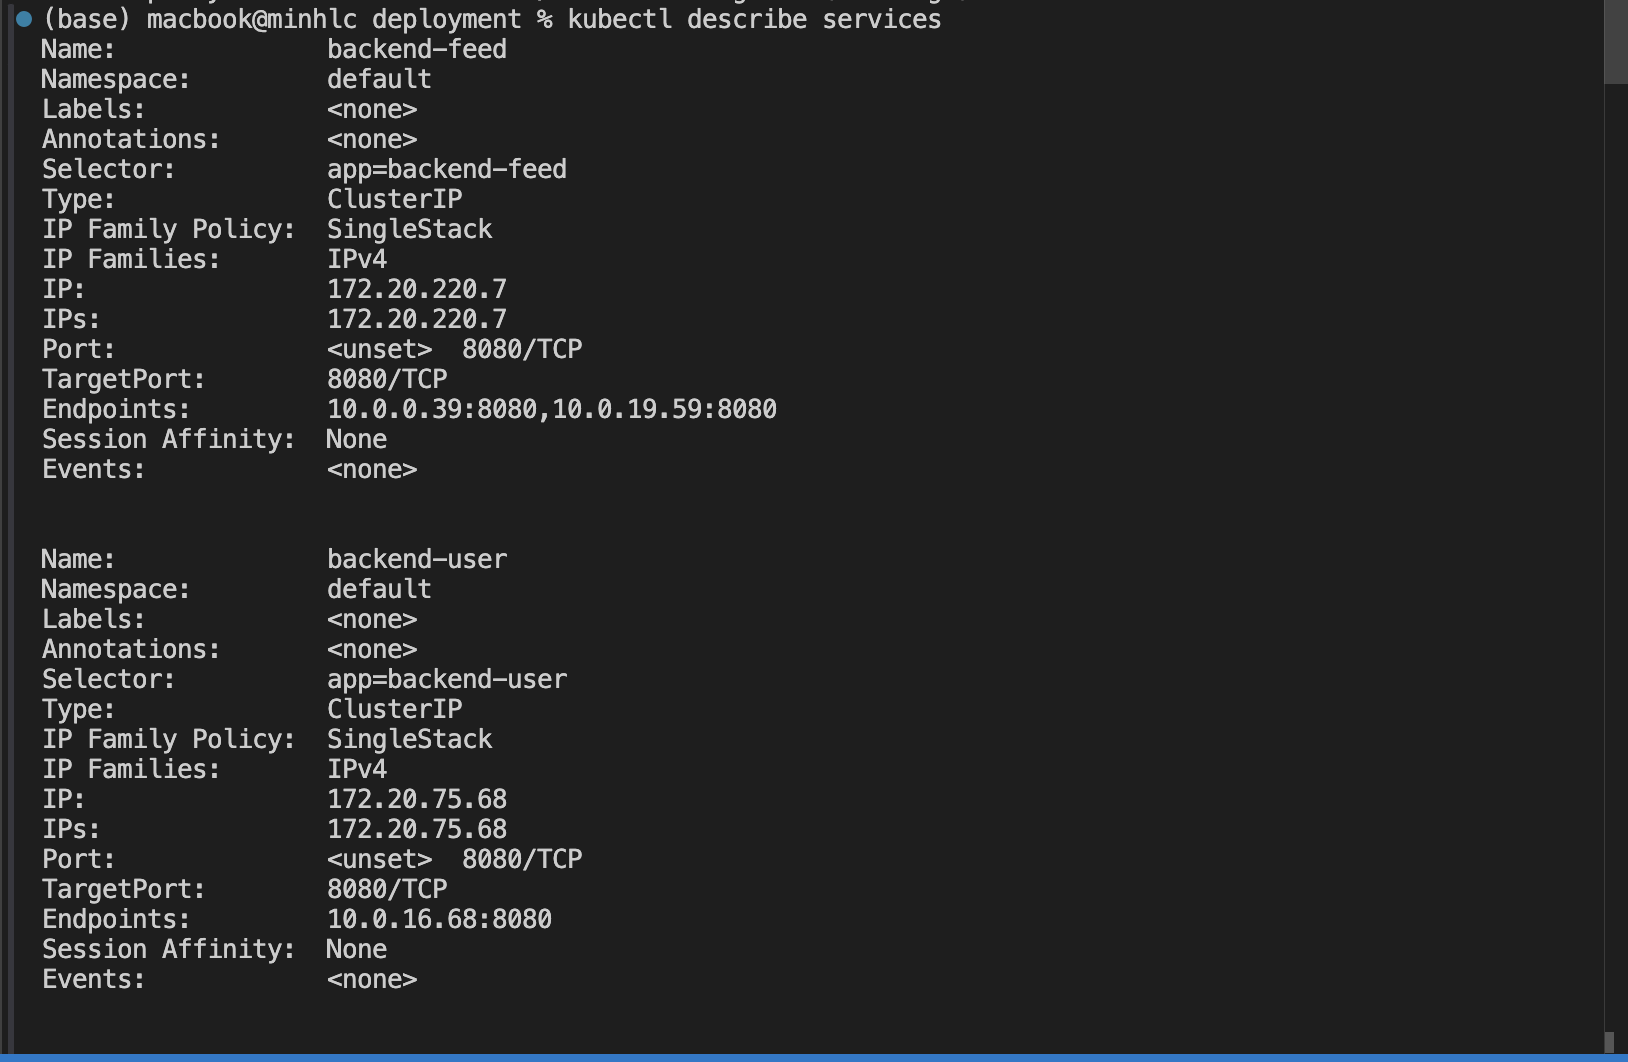 (base) macbook@minhlc deployment % kubectl describe services
Name:              backend-feed
Namespace:         default
Labels:            <none>
Annotations:       <none>
Selector:          app=backend-feed
Type:              ClusterIP
IP Family Policy:  SingleStack
IP Families:       IPv4
IP:                172.20.220.7
IPs:               172.20.220.7
Port:              <unset>  8080/TCP
TargetPort:        8080/TCP
Endpoints:         10.0.0.39:8080,10.0.19.59:8080
Session Affinity:  None
Events:            <none>
Name:              backend-user
Namespace:         default
Labels:            <none>
Annotations:       <none>
Selector:          app=backend-user
Type:              ClusterIP
IP Family Policy:  SingleStack
IP Families:       IPv4
IP:                172.20.75.68
IPs:               172.20.75.68
Port:              <unset>  8080/TCP
TargetPort:        8080/TCP
Endpoints:         10.0.16.68:8080
Session Affinity:  None
Events:            <none>